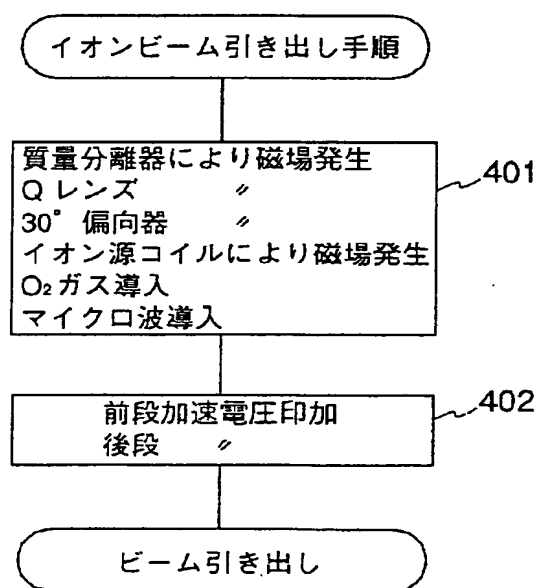 イオンビーム引き出し手順
質量分離器により磁場発生
Qレンズ 〃
30°偏向器 〃
イオン源コイルにより磁場発生
O₂ガス導入
マイクロ波導入
401
前段加速電圧印加
後段 〃
402
ビーム引き出し